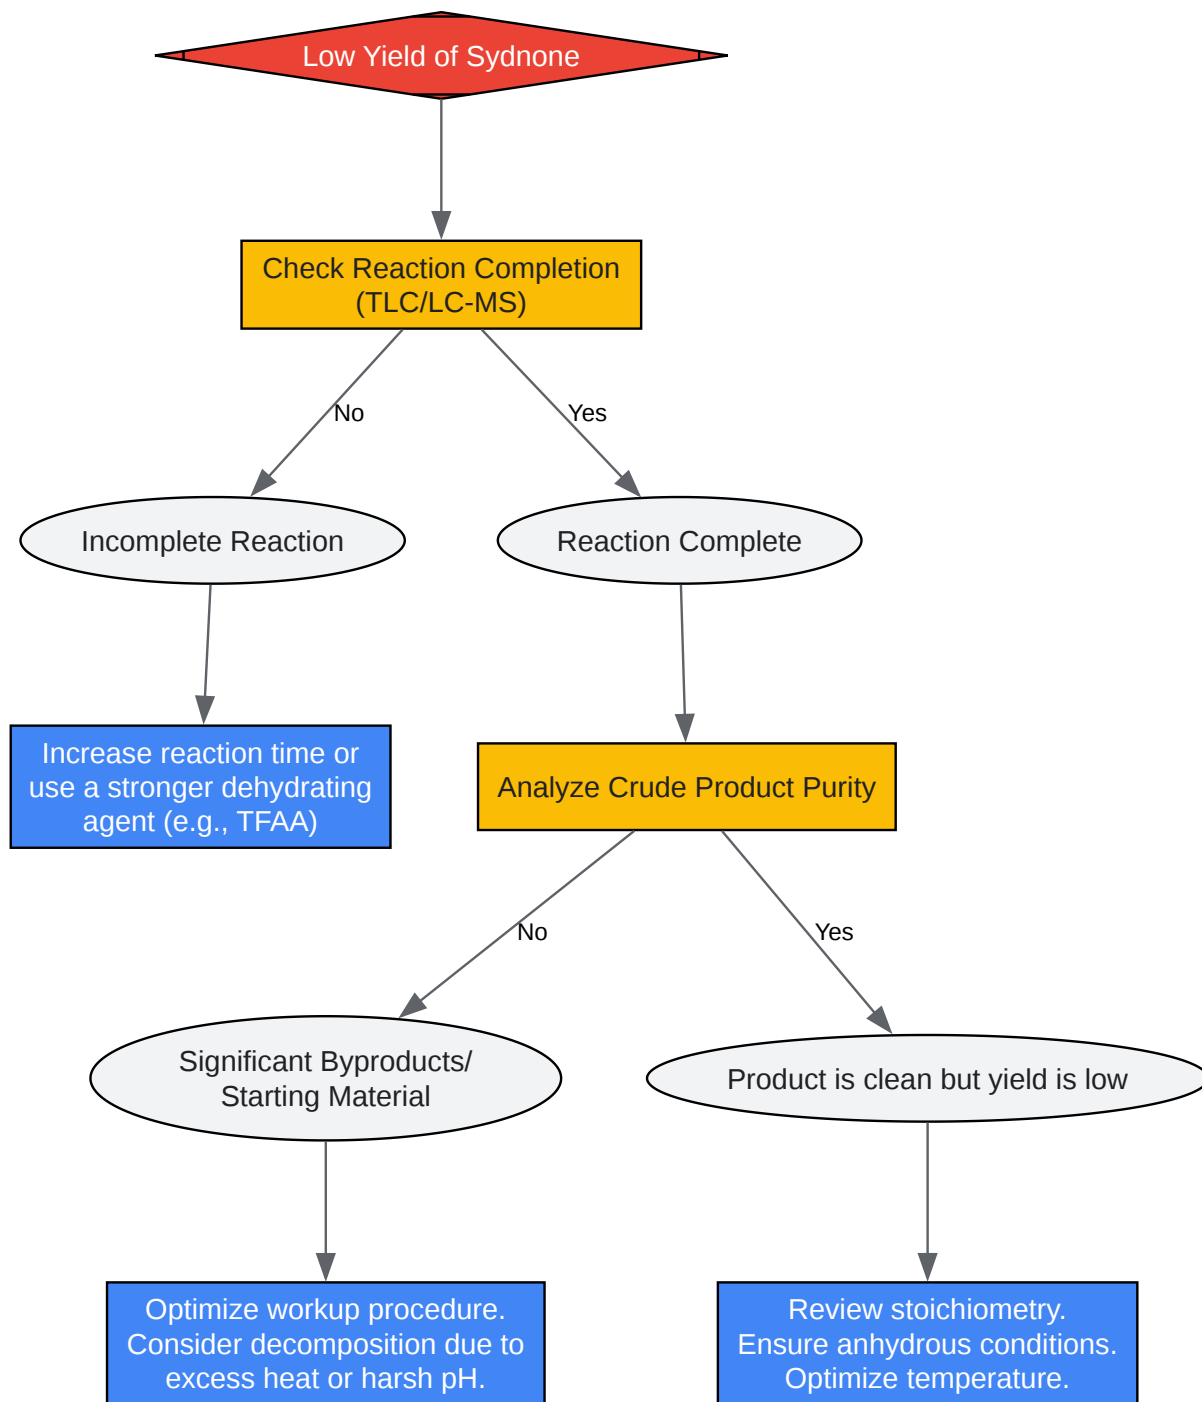 Low Yield of Sydnone
Check Reaction Completion
(TLC/LC-MS)
No
Yes
Incomplete Reaction
Reaction Complete
Increase reaction time or
use a stronger dehydrating
agent (e.g., TFAA)
Analyze Crude Product Purity
No
Yes
Significant Byproducts/
Starting Material
Product is clean but yield is low
Optimize workup procedure.
Consider decomposition due to
excess heat or harsh pH.
Review stoichiometry.
Ensure anhydrous conditions.
Optimize temperature.